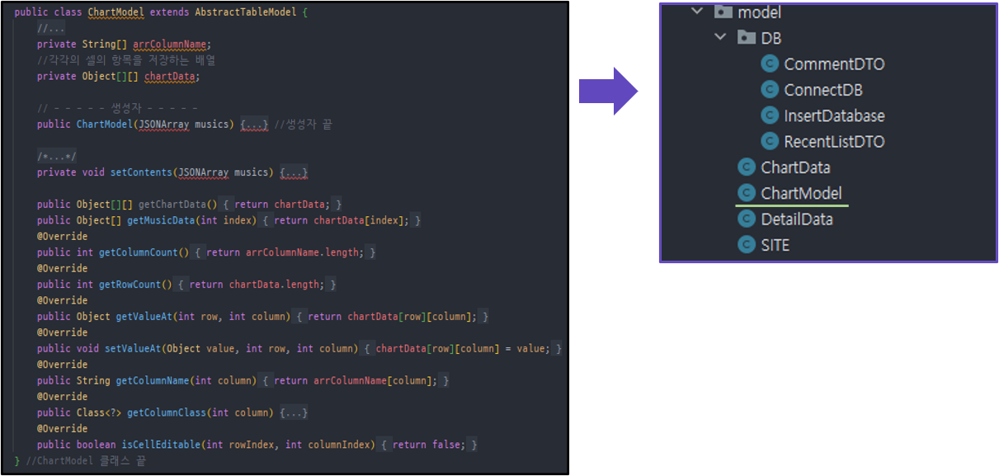 public class ChartModel extends AbstractTableModel {
//...
private String[] arrColumnName;
//각각의 셀의 항목을 저장하는 배열
private Object[][] chartData;
// - - - - - 생성자 - - - - -
public ChartModel(JSONArray musics) {...} //생성자 끝
/*...*/
private void setContents(JSONArray musics) {...}
public Object[][] getChartData() { return chartData; }
public Object[] getMusicData(int index) { return chartData[index]; }
@Override
public int getColumnCount() { return arrColumnName.length; }
@Override
public int getRowCount() { return chartData.length; }
@Override
public Object getValueAt(int row, int column) { return chartData[row][column]; }
@Override
public void setValueAt(Object value, int row, int column) { chartData[row][column] = value; }
@Override
public String getColumnName(int column) { return arrColumnName[column]; }
@Override
public Class<?> getColumnClass(int column) {...}
@Override
public boolean isCellEditable(int rowIndex, int columnIndex) { return false; }
} //ChartModel 클래스 끝
model
DB
C CommentDTO
C ConnectDB
C InsertDatabase
C RecentListDTO
C ChartData
C ChartModel
C DetailData
C SITE